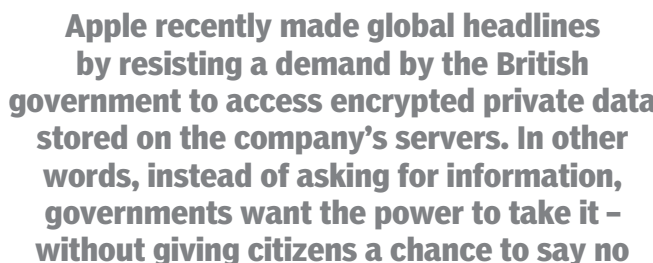 Apple recently made global headlines
by resisting a demand by the British
government to access encrypted private data
stored on the company’s servers. In other
words, instead of asking for information,
governments want the power to take it –
without giving citizens a chance to say no